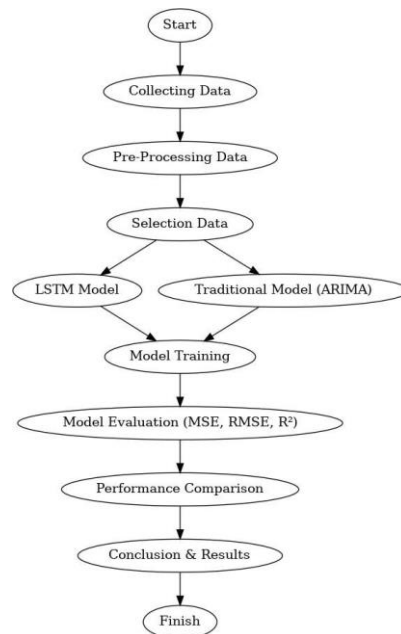 Start
Collecting Data
Pre-Processing Data
Selection Data
LSTM Model
Traditional Model (ARIMA)
Model Training
Model Evaluation (MSE, RMSE, R²)
Performance Comparison
Conclusion & Results
Finish